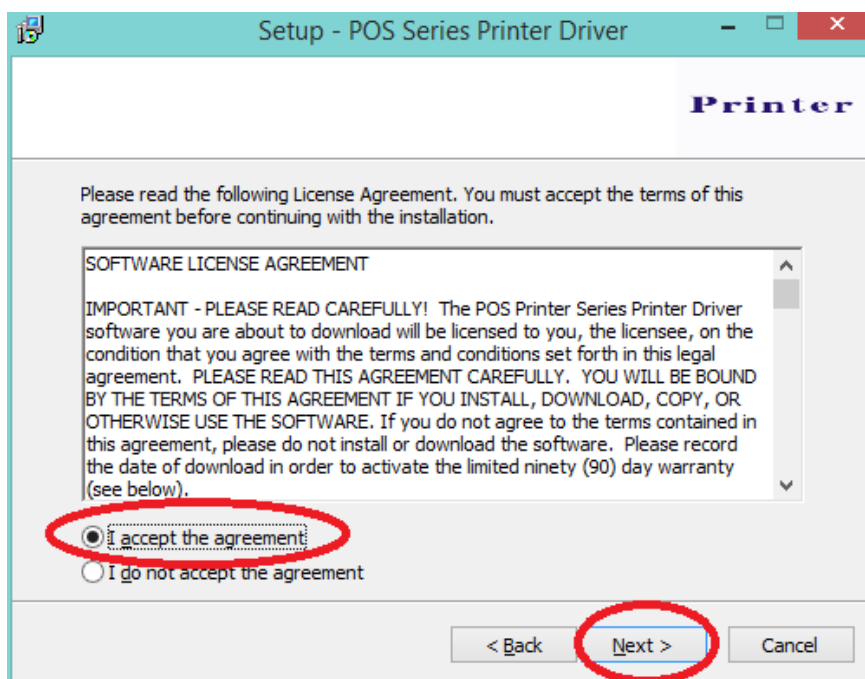 Setup - POS Series Printer Driver
Printer
Please read the following License Agreement. You must accept the terms of this
agreement before continuing with the installation.
SOFTWARE LICENSE AGREEMENT
IMPORTANT - PLEASE READ CAREFULLY!  The POS Printer Series Printer Driver
software you are about to download will be licensed to you, the licensee, on the
condition that you agree with the terms and conditions set forth in this legal
agreement.  PLEASE READ THIS AGREEMENT CAREFULLY.  YOU WILL BE BOUND
BY THE TERMS OF THIS AGREEMENT IF YOU INSTALL, DOWNLOAD, COPY, OR
OTHERWISE USE THE SOFTWARE. If you do not agree to the terms contained in
this agreement, please do not install or download the software.  Please record
the date of download in order to activate the limited ninety (90) day warranty
(see below).
I accept the agreement
I do not accept the agreement
< Back Next > Cancel